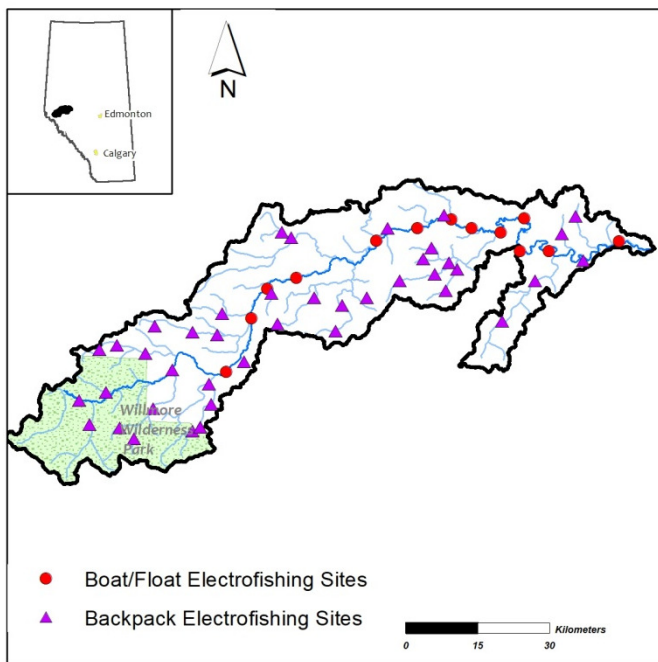 N
Edmonton
Calgary
Willmore
Wilderness
Park
Boat/Float Electrofishing Sites
Backpack Electrofishing Sites
Kilometers
0 15 30